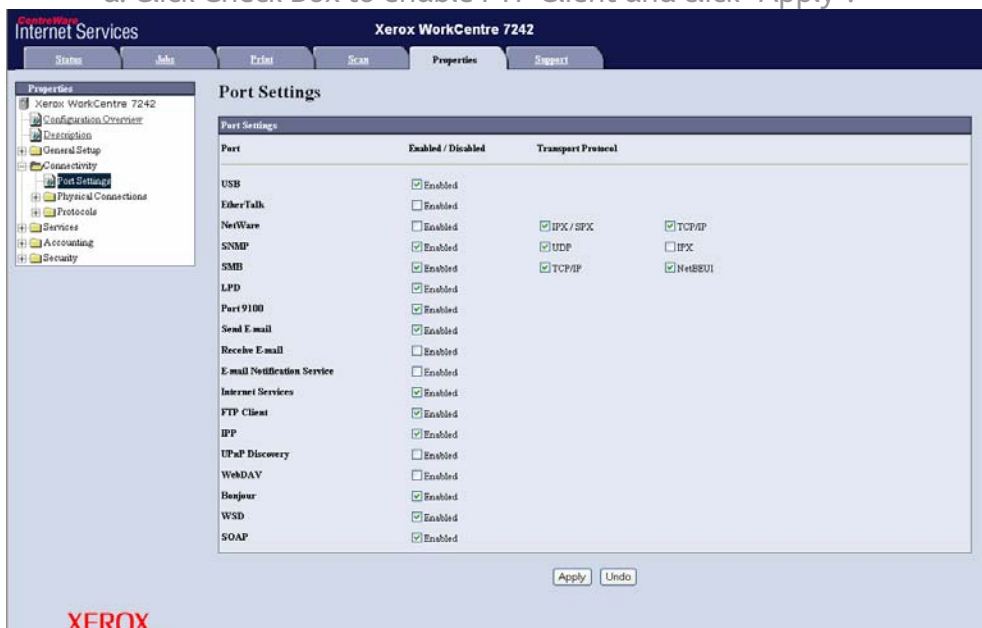 a. Click Check Box to enable FTP Client and click "Apply".
CentreWare
Internet Services
Xerox WorkCentre 7242
Status Jobs Print Scan Properties Support
Properties
Xerox WorkCentre 7242
Configuration Overview
Description
General Setup
Connectivity
Port Settings
Physical Connections
Protocols
Services
Accounting
Security
Port Settings
Port Settings
Port Enabled / Disabled Transport Protocol
USB Enabled
EtherTalk Enabled
NetWare Enabled IPX / SPX TCP/IP
SNMP Enabled UDP IPX
SMB Enabled TCP/IP NetBEUI
LPD Enabled
Port 9100 Enabled
Send E-mail Enabled
Receive E-mail Enabled
E-mail Notification Service Enabled
Internet Services Enabled
FTP Client Enabled
IPP Enabled
UPnP Discovery Enabled
WebDAV Enabled
Bonjour Enabled
WSD Enabled
SOAP Enabled
Apply Undo
XEROX